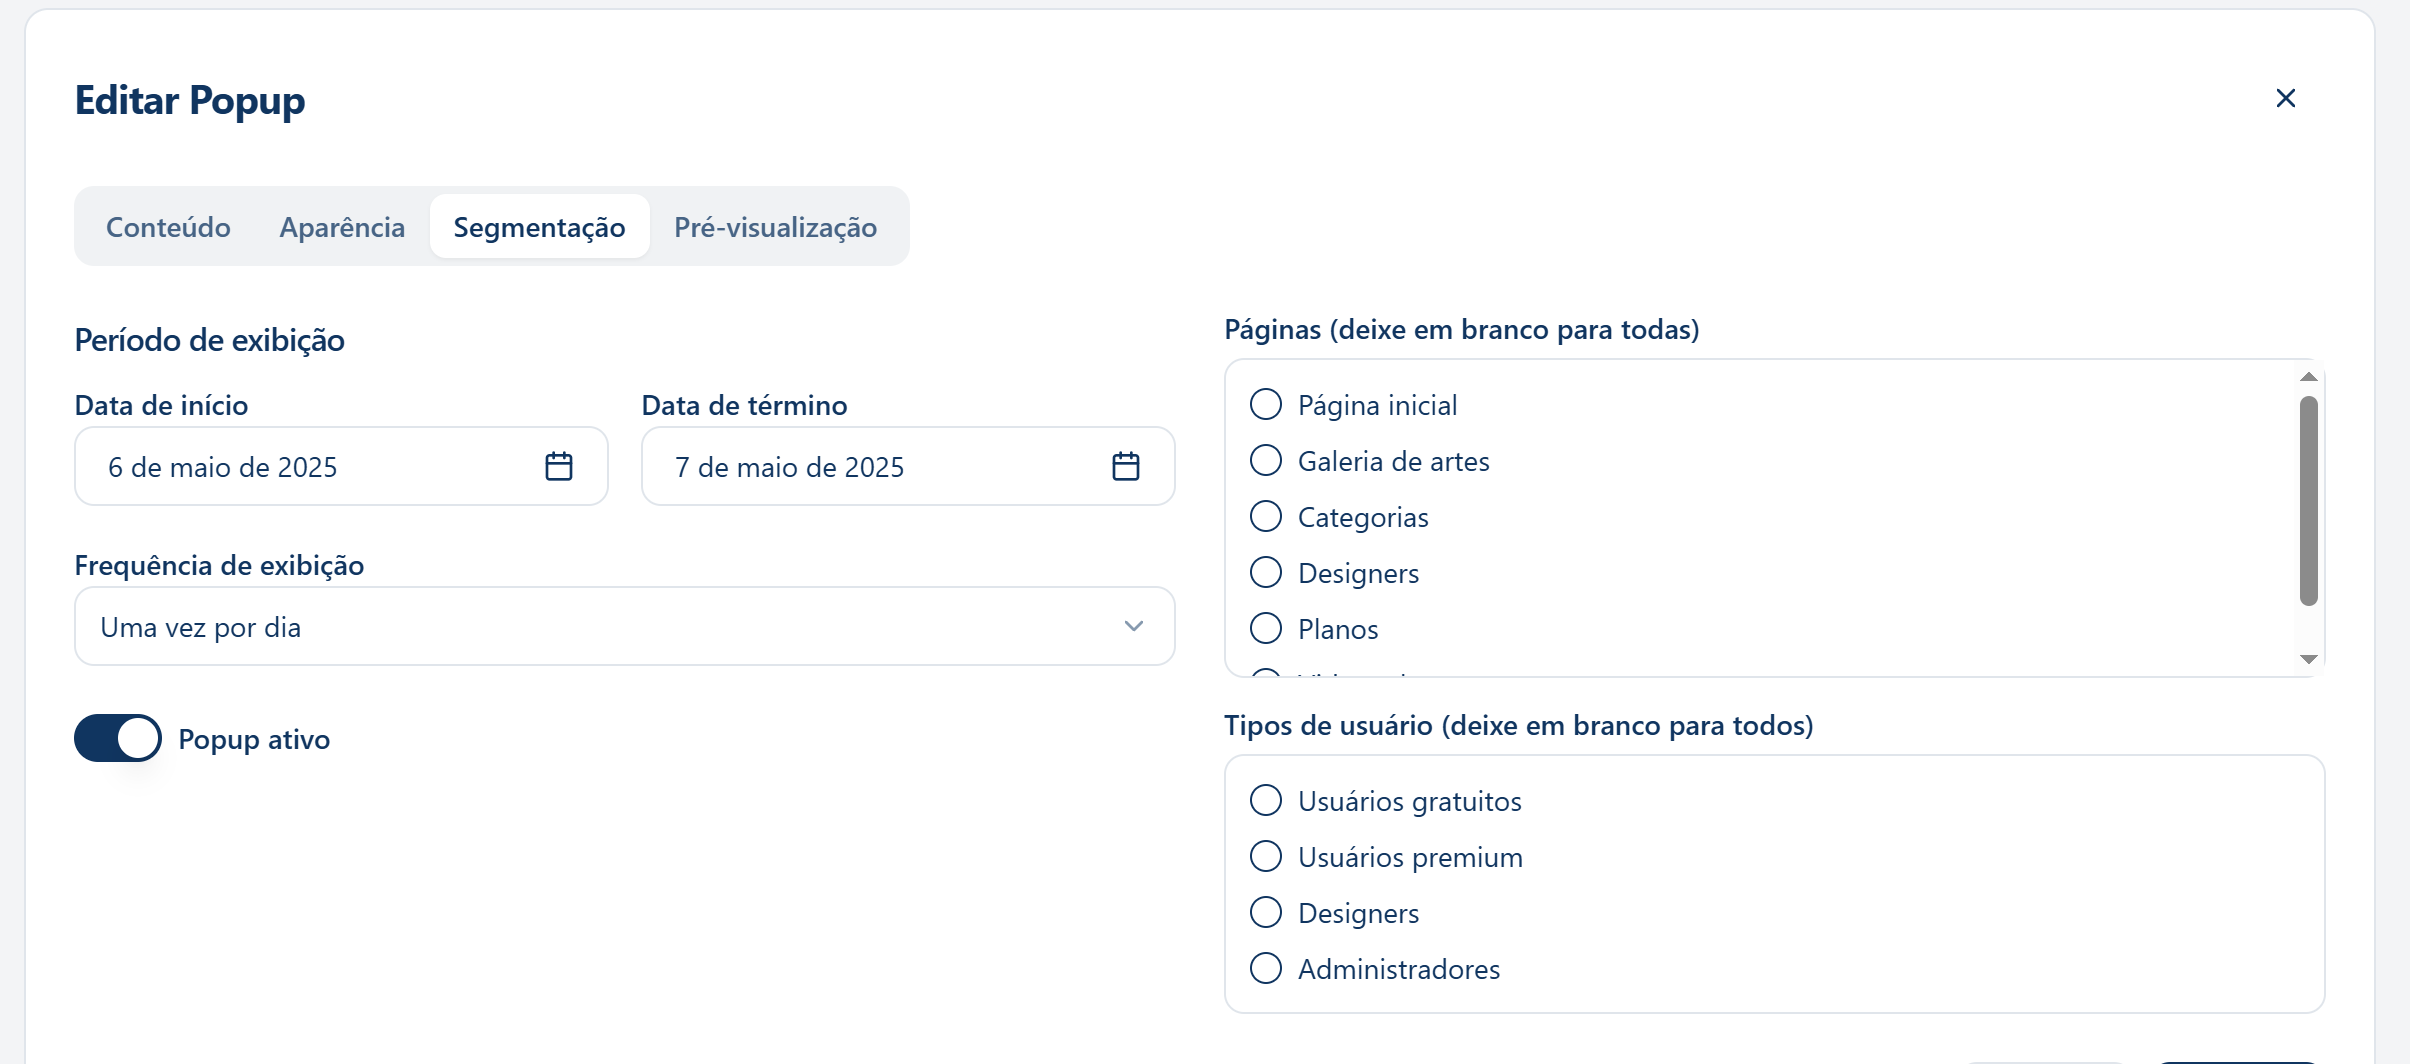 Editar Popup
Conteúdo
Aparência
Segmentação
Pré-visualização
Período de exibição
Data de início
Data de término
6 de maio de 2025
7 de maio de 2025
Frequência de exibição
Uma vez por dia
Popup ativo
Páginas (deixe em branco para todas)
Página inicial
Galeria de artes
Categorias
Designers
Planos
Tipos de usuário (deixe em branco para todos)
Usuários gratuitos
Usuários premium
Designers
Administradores